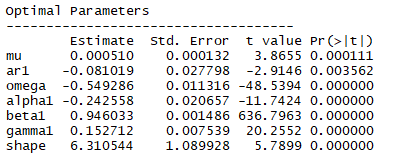 Optimal Parameters
------------------------------------
Estimate Std. Error t value Pr(>|t|)
mu 0.000510 0.000132 3.8655 0.000111
ar1 -0.081019 0.027798 -2.9146 0.003562
omega -0.549286 0.011316 -48.5394 0.000000
alpha1 -0.242558 0.020657 -11.7424 0.000000
beta1 0.946033 0.001486 636.7963 0.000000
gamma1 0.152712 0.007539 20.2552 0.000000
shape 6.310544 1.089928 5.7899 0.000000